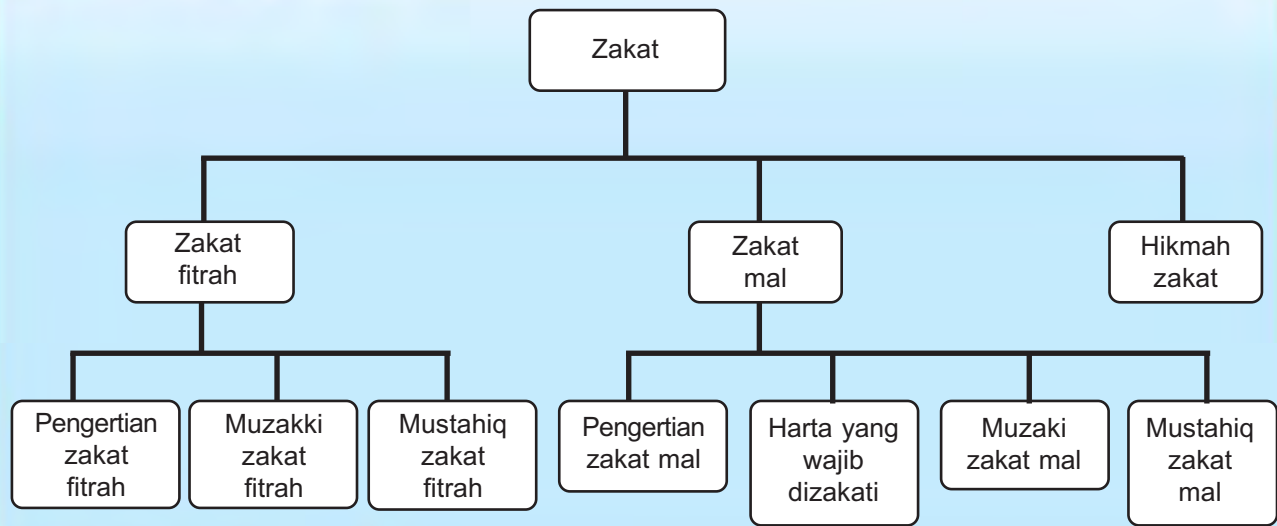 Zakat
Zakat
fitrah
Zakat
mal
Hikmah
zakat
Pengertian
zakat
fitrah
Muzakki
zakat
fitrah
Mustahiq
zakat
fitrah
Pengertian
zakat mal
Harta yang
wajib
dizakati
Muzaki
zakat mal
Mustahiq
zakat
mal